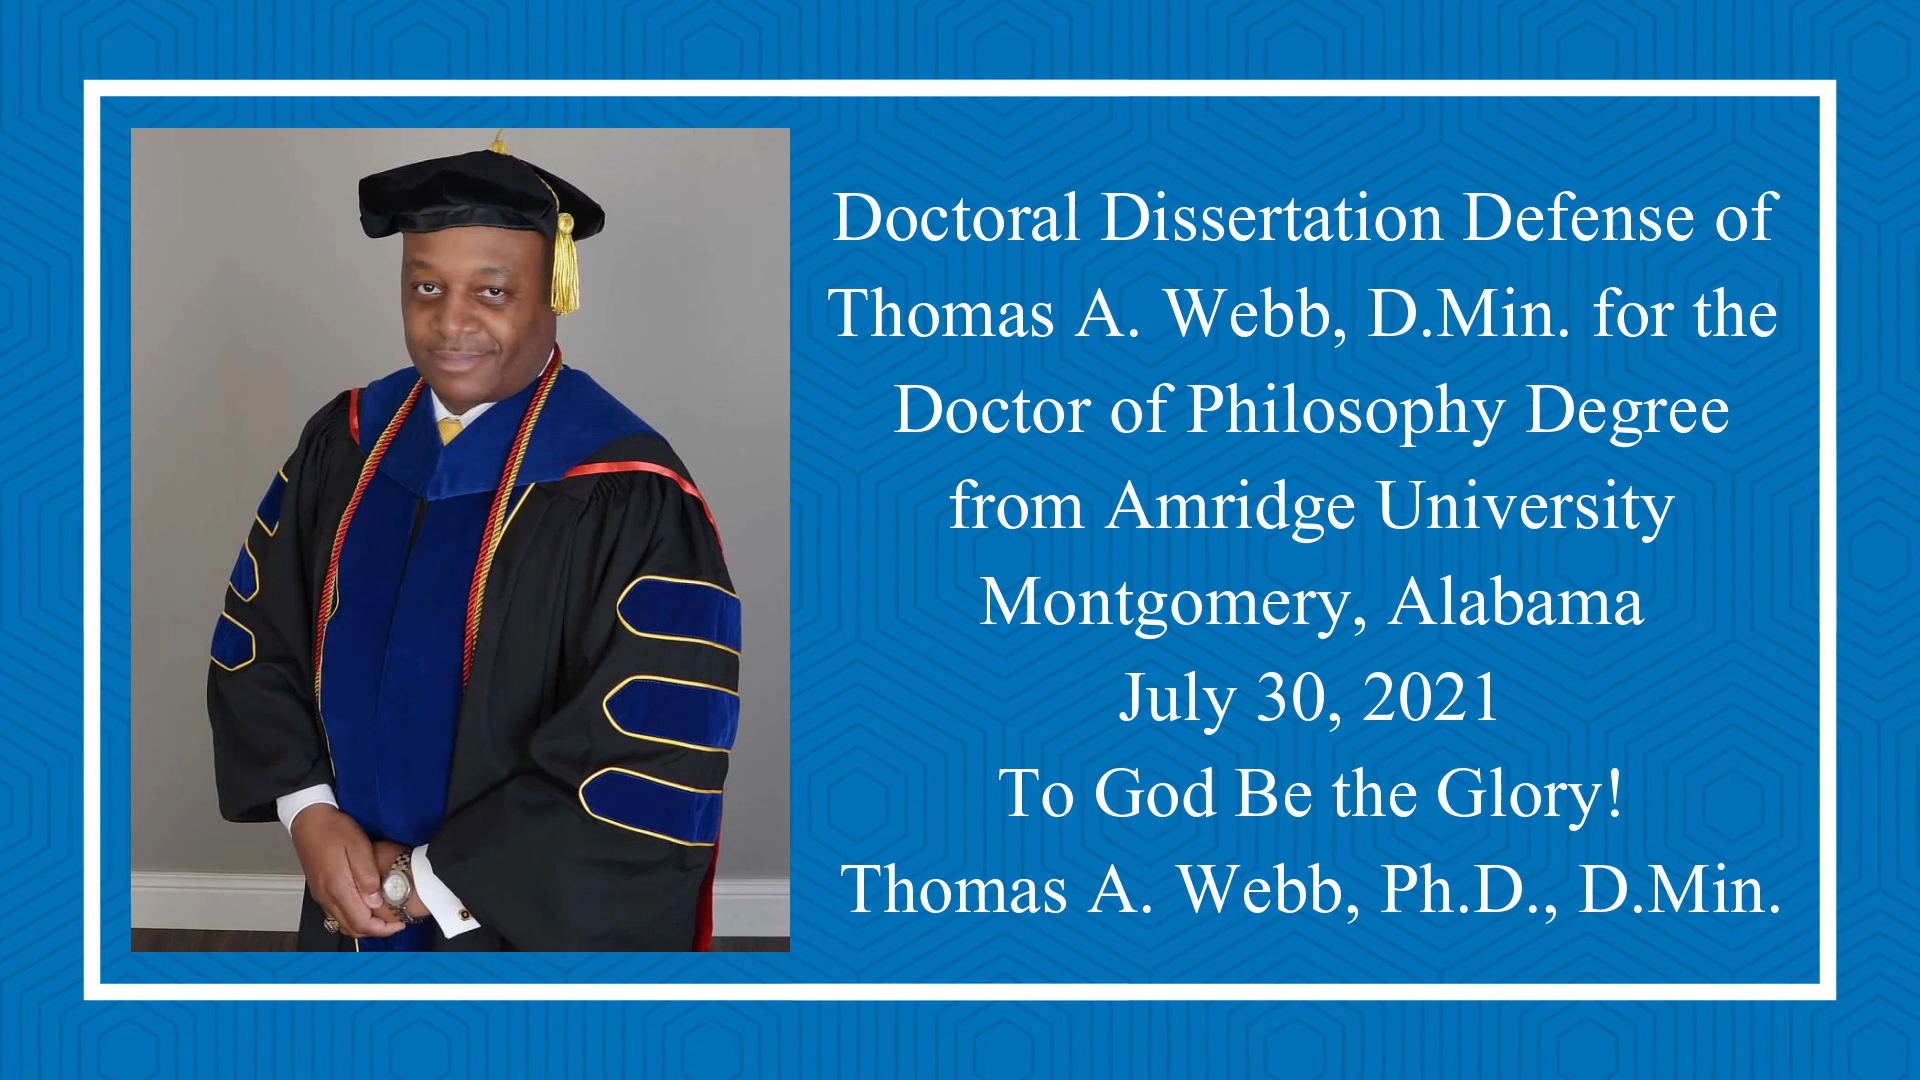 Doctoral Dissertation Defense of
Thomas A. Webb, D.Min. for the
Doctor of Philosophy Degree
from Amridge University
Montgomery, Alabama
July 30, 2021
To God Be the Glory!
Thomas A. Webb, Ph.D., D.Min.